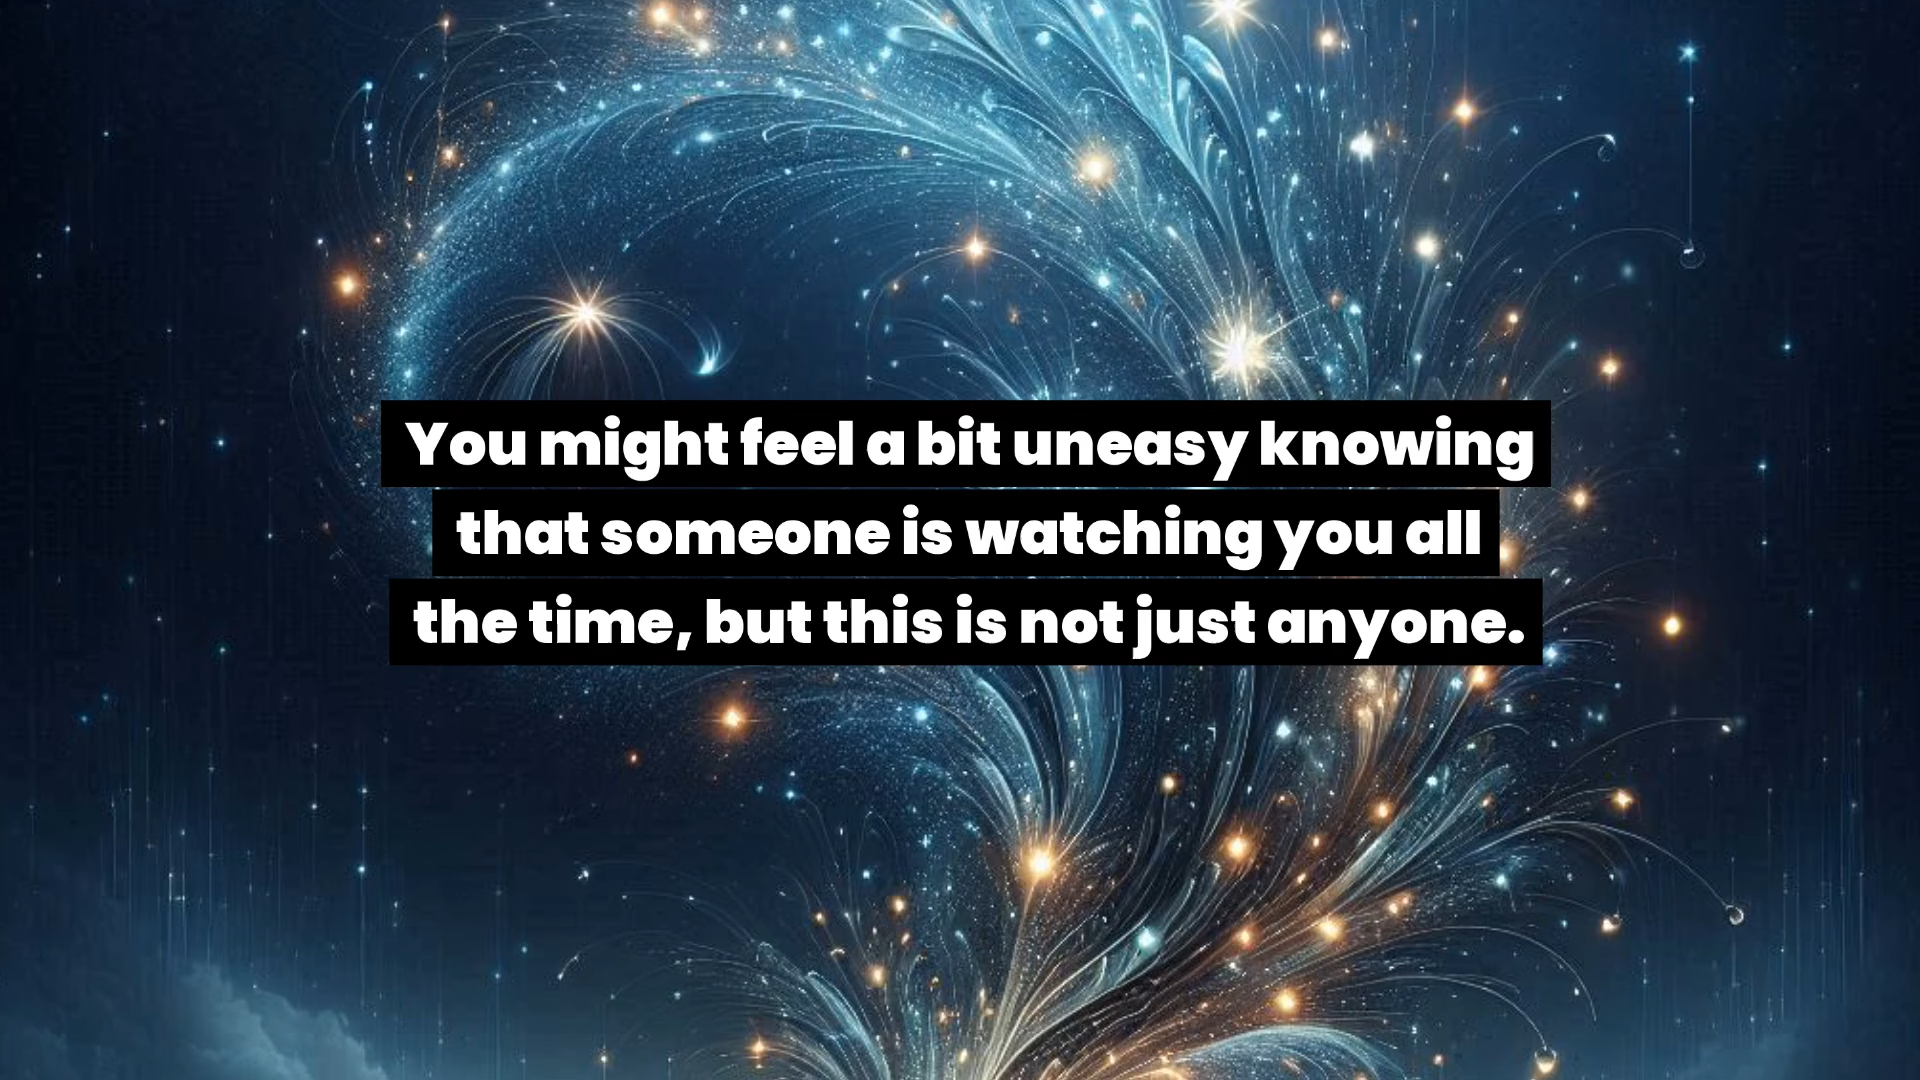 You might feel a bit uneasy knowing
that someone is watching you all
the time, but this is not just anyone.